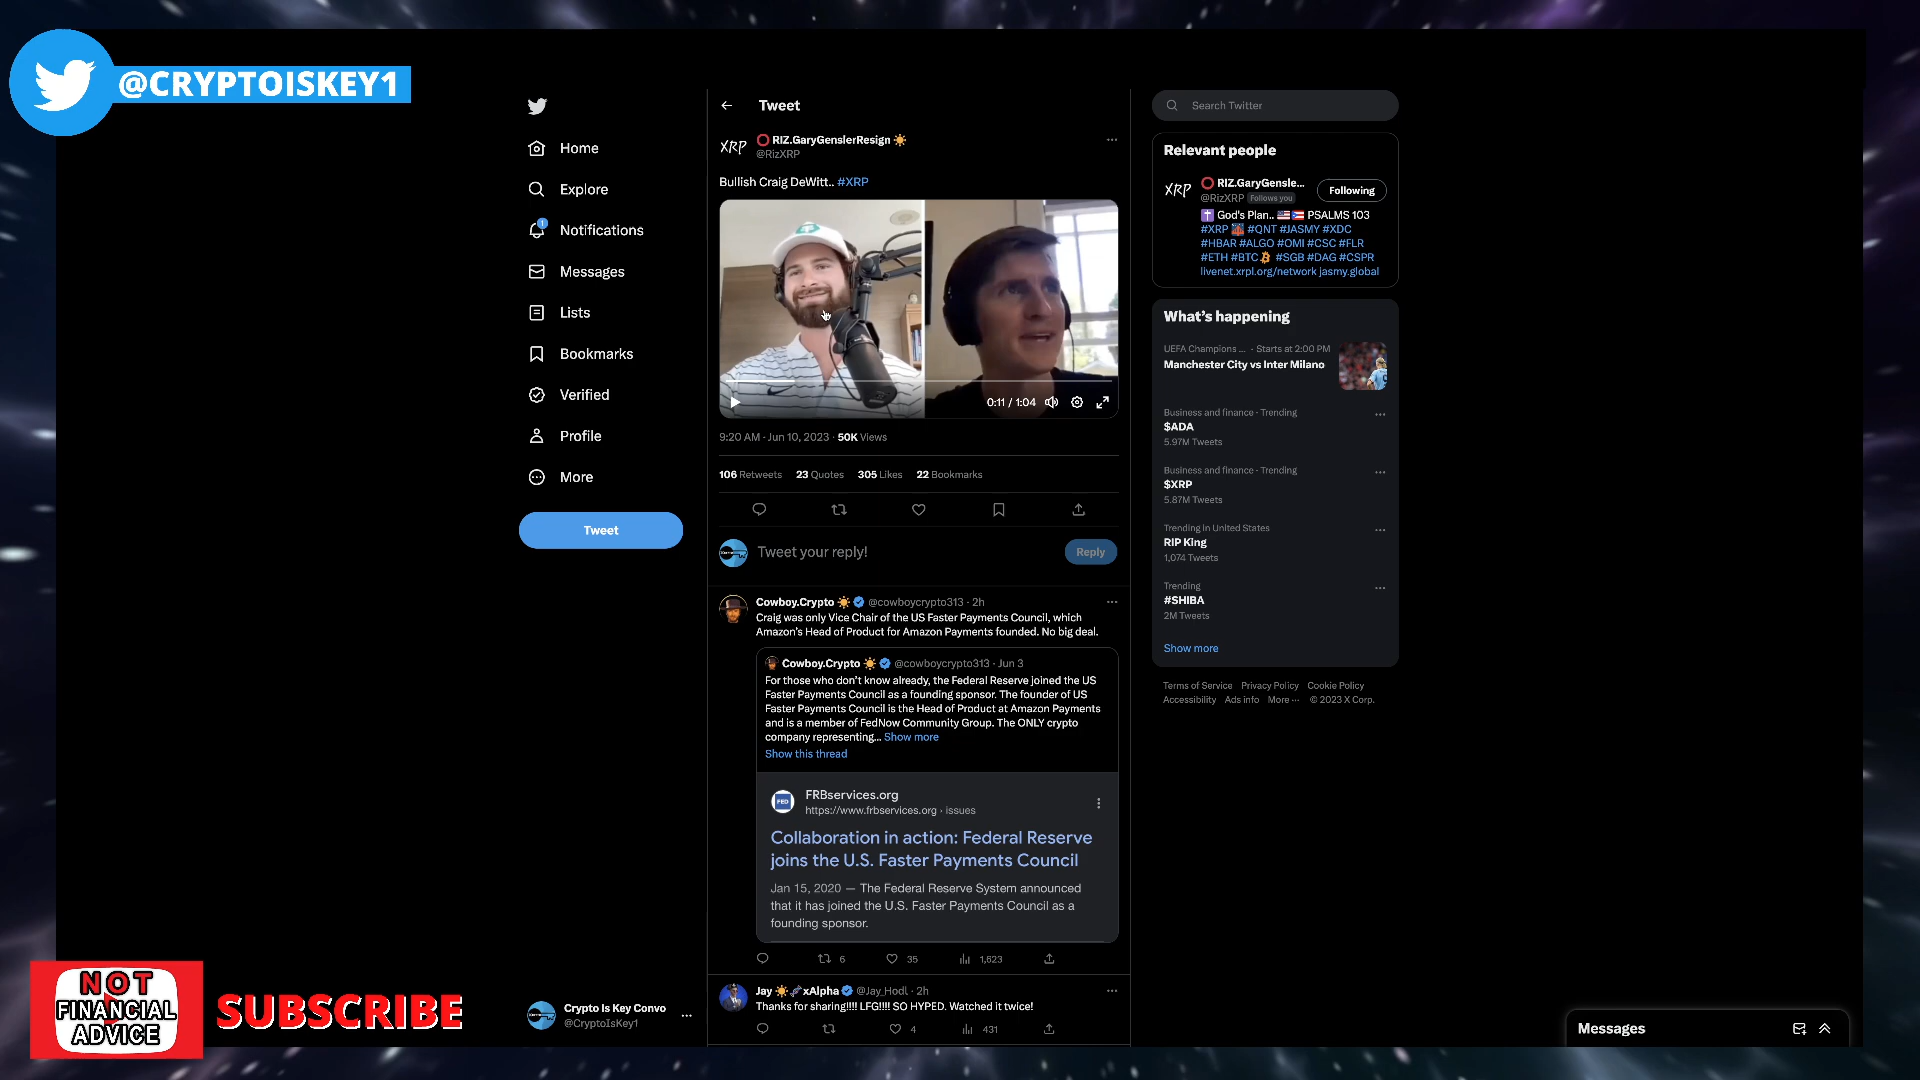 @CRYPTOISKEY1
Home
Explore
1
Notifications
Messages
Lists
Bookmarks
Verified
Profile
More
Tweet
Crypto Is Key Convo
@CryptoIsKey1
Tweet
XRP
RIZ.GaryGenslerResign
@RizXRP
Bullish Craig DeWitt.. #XRP
0:11 / 1:04
9:20 AM · Jun 10, 2023 · 50K Views
106 Retweets 23 Quotes 305 Likes 22 Bookmarks
Tweet your reply!
Reply
Cowboy.Crypto @cowboycrypto313 · 2h
Craig was only Vice Chair of the US Faster Payments Council, which
Amazon's Head of Product for Amazon Payments founded. No big deal.
Cowboy.Crypto @cowboycrypto313 · Jun 3
For those who don't know already, the Federal Reserve joined the US
Faster Payments Council as a founding sponsor. The founder of US
Faster Payments Council is the Head of Product at Amazon Payments
and is a member of FedNow Community Group. The ONLY crypto
company representing... Show more
Show this thread
FED
FRBservices.org
https://www.frbservices.org › issues
Collaboration in action: Federal Reserve
joins the U.S. Faster Payments Council
Jan 15, 2020 — The Federal Reserve System announced
that it has joined the U.S. Faster Payments Council as a
founding sponsor.
6 35 1,623
Jay xAlpha @Jay_Hodl · 2h
Thanks for sharing!!!! LFG!!!! SO HYPED. Watched it twice!
4 431
Search Twitter
Relevant people
XRP
RIZ.GaryGensle...
@RizXRP Follows you
Following
God's Plan.. PSALMS 103
#XRP #QNT #JASMY #XDC
#HBAR #ALGO #OMI #CSC #FLR
#ETH #BTC #SGB #DAG #CSPR
livenet.xrpl.org/network jasmy.global
What's happening
UEFA Champions ... · Starts at 2:00 PM
Manchester City vs Inter Milano
Business and finance · Trending
$ADA
5.97M Tweets
Business and finance · Trending
$XRP
5.87M Tweets
Trending in United States
RIP King
1,074 Tweets
Trending
#SHIBA
2M Tweets
Show more
Terms of Service Privacy Policy Cookie Policy
Accessibility Ads info More ··· © 2023 X Corp.
Messages
NOT
FINANCIAL
ADVICE
SUBSCRIBE